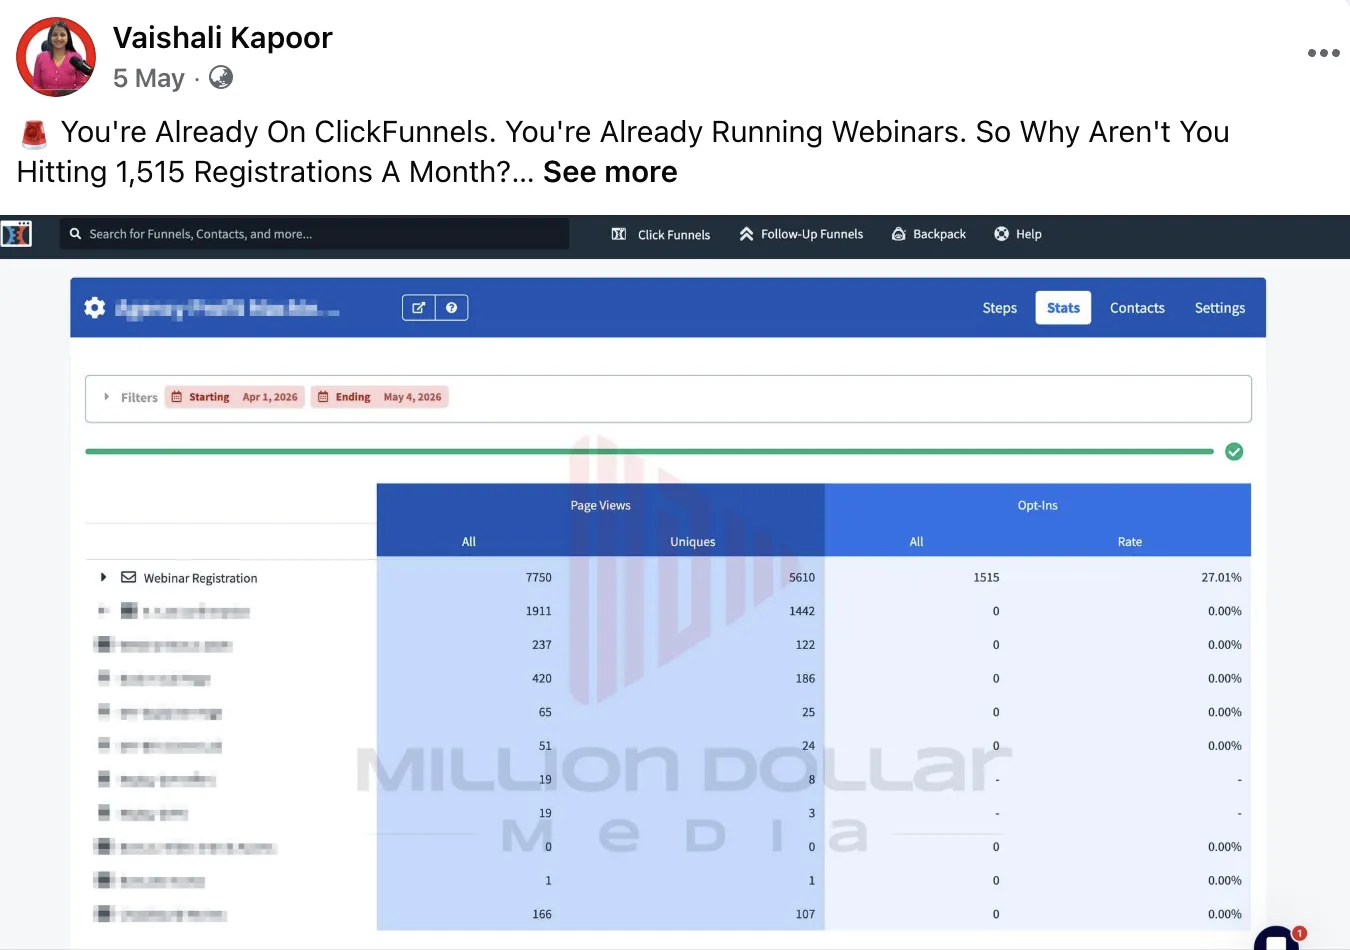 Vaishali Kapoor
5 May ·
🚨 You're Already On ClickFunnels. You're Already Running Webinars. So Why Aren't You
Hitting 1,515 Registrations A Month?... See more
Search for Funnels, Contacts, and more... Click Funnels Follow-Up Funnels Backpack Help
Steps Stats Contacts Settings
Filters Starting Apr 1, 2026 Ending May 4, 2026
Page Views Opt-Ins
All Uniques All Rate
Webinar Registration 7750 5610 1515 27.01%
1911 1442 0 0.00%
237 122 0 0.00%
420 186 0 0.00%
65 25 0 0.00%
51 24 0 0.00%
19 8 - -
19 3 - -
0 0 0 0.00%
1 1 0 0.00%
166 107 0 0.00%
MILLION DOLLAR
MEDIA
1